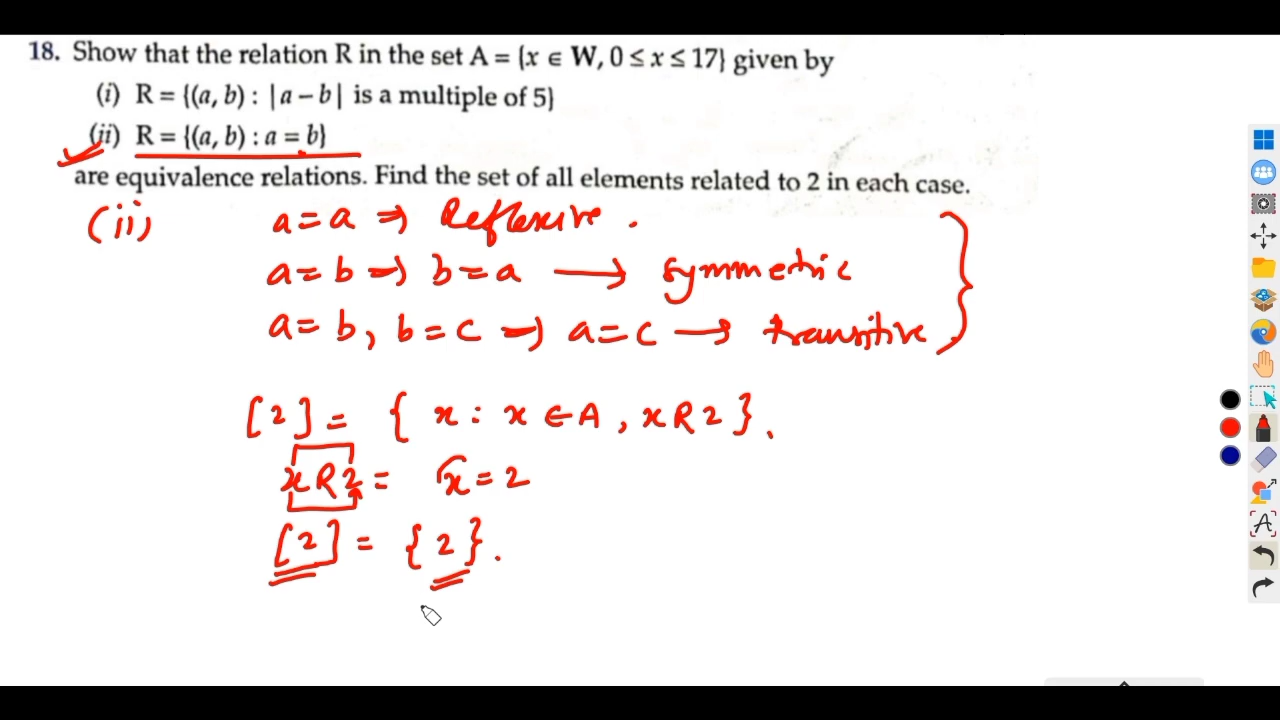 18. Show that the relation R in the set A = {x ∈ W, 0 ≤ x ≤ 17} given by
(i) R = {(a, b) : |a – b| is a multiple of 5}
(ii) R = {(a, b) : a = b}
are equivalence relations. Find the set of all elements related to 2 in each case.
(ii) a = a ⇒ Reflexive.
a = b ⇒ b = a → symmetric
a = b, b = c ⇒ a = c → transitive
[2] = { x : x ∈ A, x R 2 }.
x R 2 = x = 2
[2] = { 2 }.